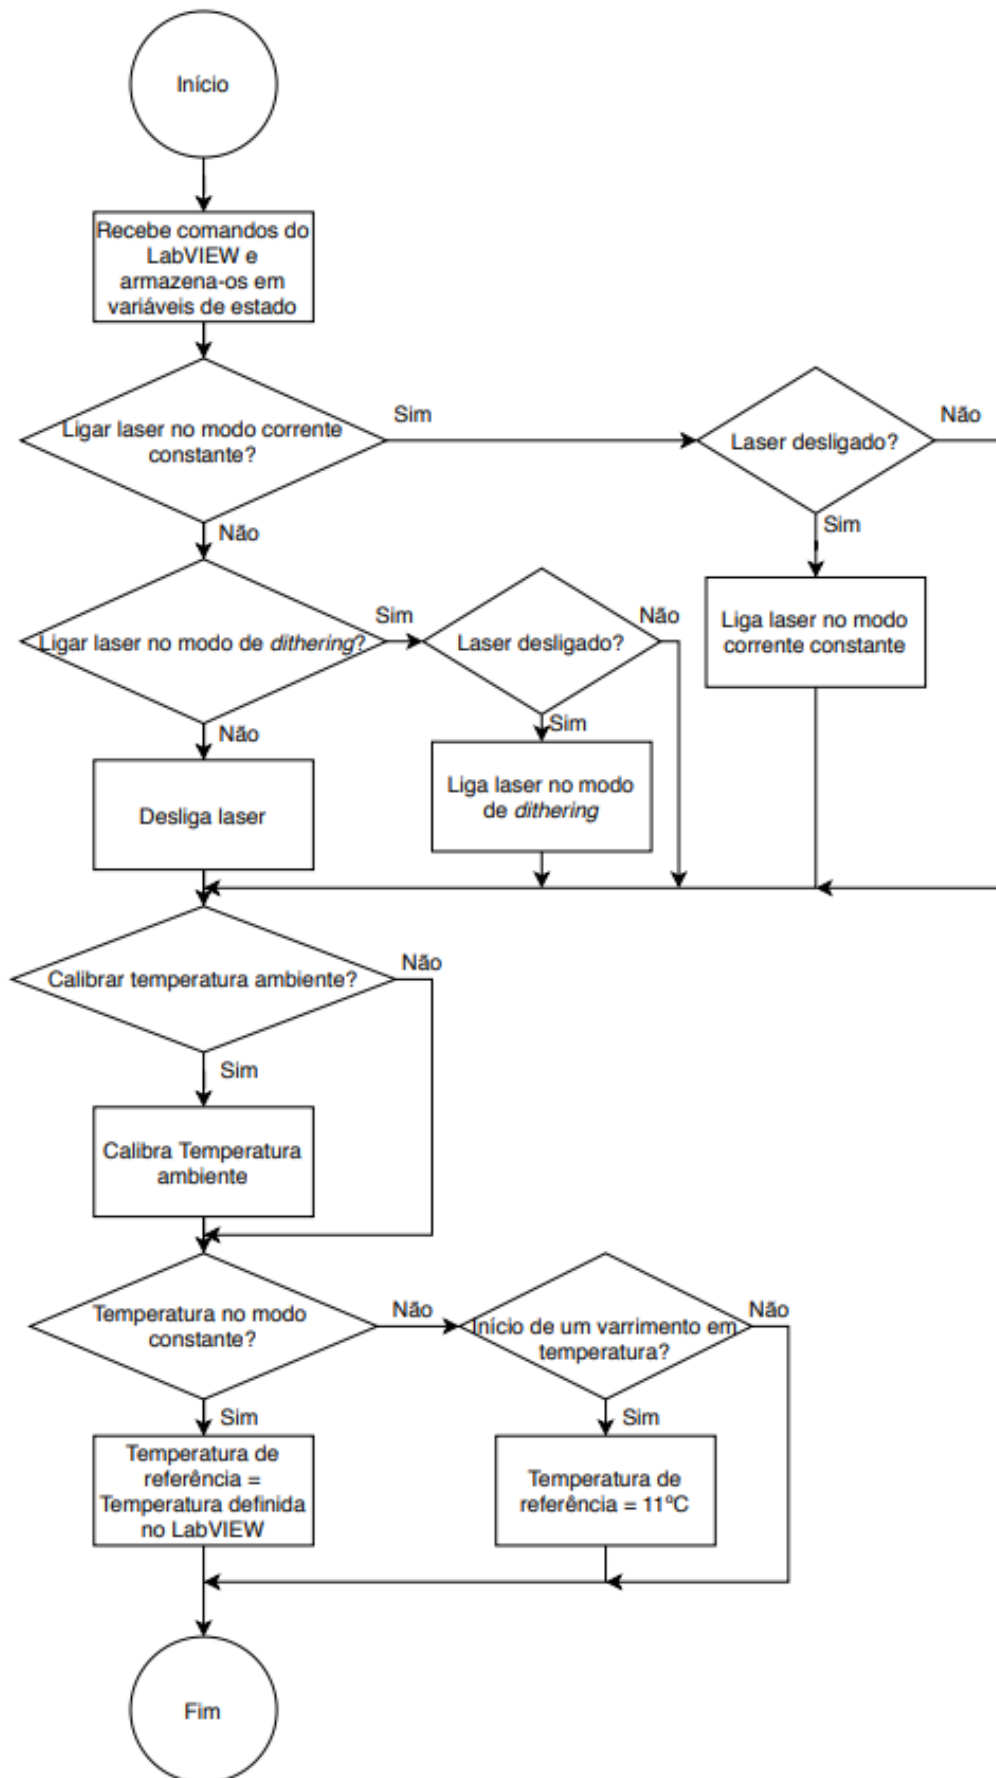 Início
Recebe comandos do
LabVIEW e
armazena-os em
variáveis de estado
Ligar laser no modo corrente
constante?
Sim
Laser desligado?
Não
Sim
Não
Liga laser no modo
corrente constante
Ligar laser no modo de dithering?
Sim
Laser desligado?
Não
Sim
Não
Liga laser no modo
de dithering
Desliga laser
Calibrar temperatura ambiente?
Não
Sim
Calibra Temperatura
ambiente
Temperatura no modo
constante?
Não
Início de um varrimento em
temperatura?
Não
Sim
Sim
Temperatura de
referência =
Temperatura definida
no LabVIEW
Temperatura de
referência = 11ºC
Fim